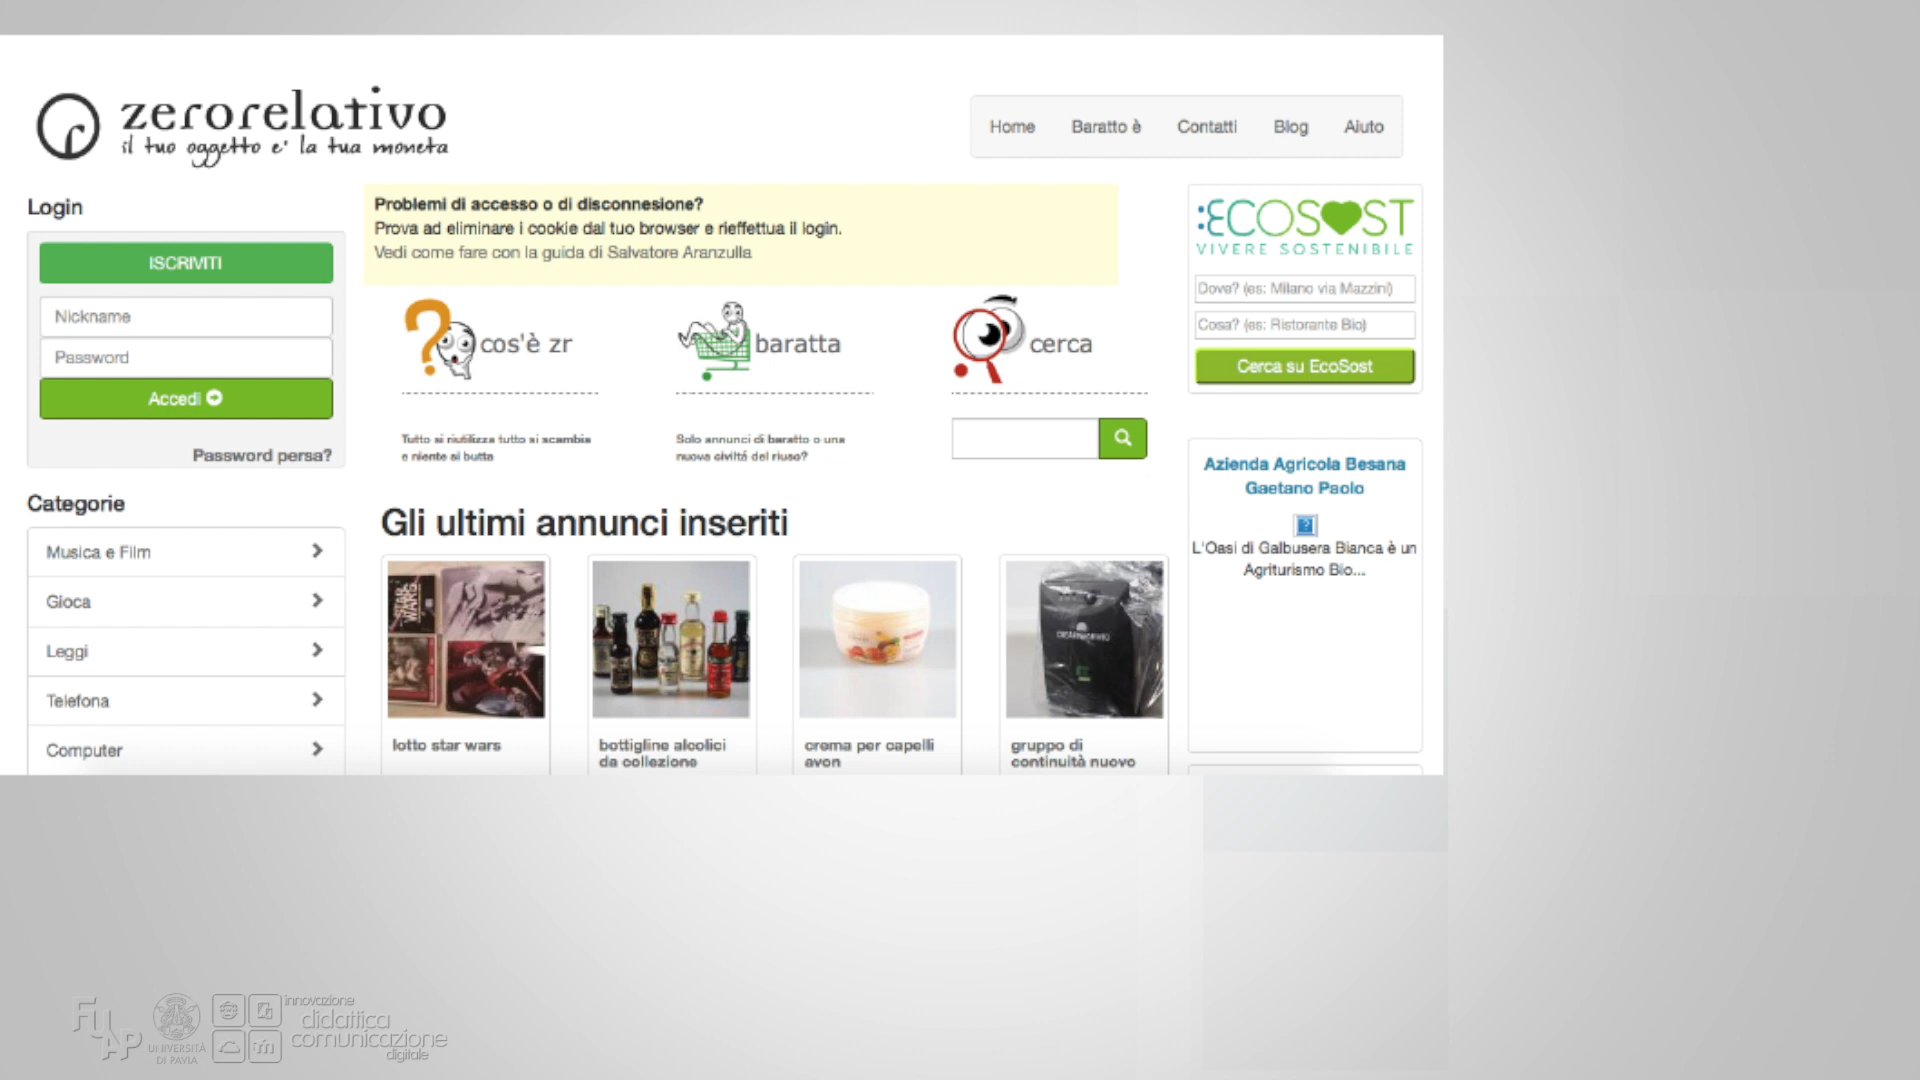 zerorelativo
il tuo oggetto e' la tua moneta
Home Baratto è Contatti Blog Aiuto
Login
ISCRIVITI
Nickname
Password
Accedi
Password persa?
Categorie
Musica e Film
Gioca
Leggi
Telefona
Computer
Problemi di accesso o di disconnesione?
Prova ad eliminare i cookie dal tuo browser e rieffettua il login.
Vedi come fare con la guida di Salvatore Aranzulla
cos'è zr
Tutto si riutilizza tutto si scambia
e niente si butta
baratta
Solo annunci di baratto o una
nuova civiltà del riuso?
cerca
Gli ultimi annunci inseriti
STAR
WARS
lotto star wars
bottigline alcolici
da collezione
crema per capelli
avon
gruppo di
continuità nuovo
:ECOSOST
VIVERE SOSTENIBILE
Dove? (es: Milano via Mazzini)
Cosa? (es: Ristorante Bio)
Cerca su EcoSost
Azienda Agricola Besana
Gaetano Paolo
L'Oasi di Galbusera Bianca è un
Agriturismo Bio...
UNIVERSITÀ
DI PAVIA
innovazione
didattica
comunicazione
digitale